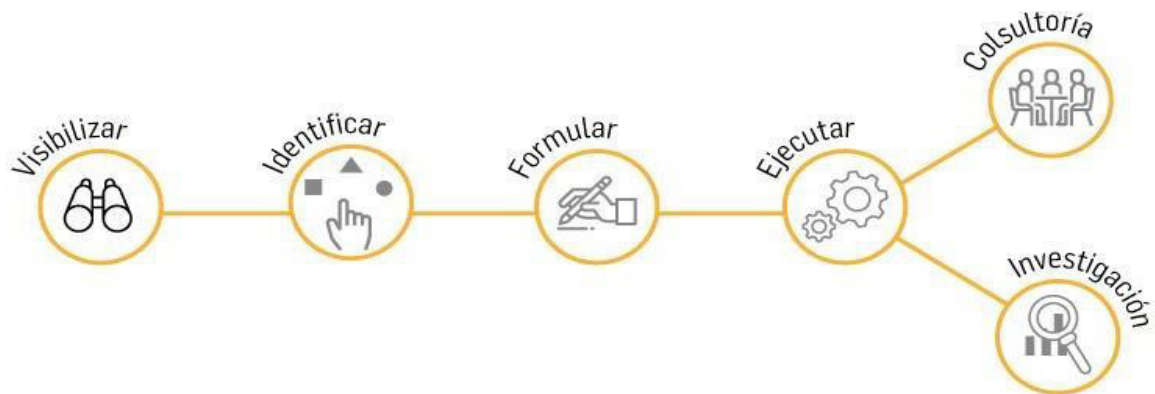 Visibilizar
Identificar
Formular
Ejecutar
Colsultoría
Investigación